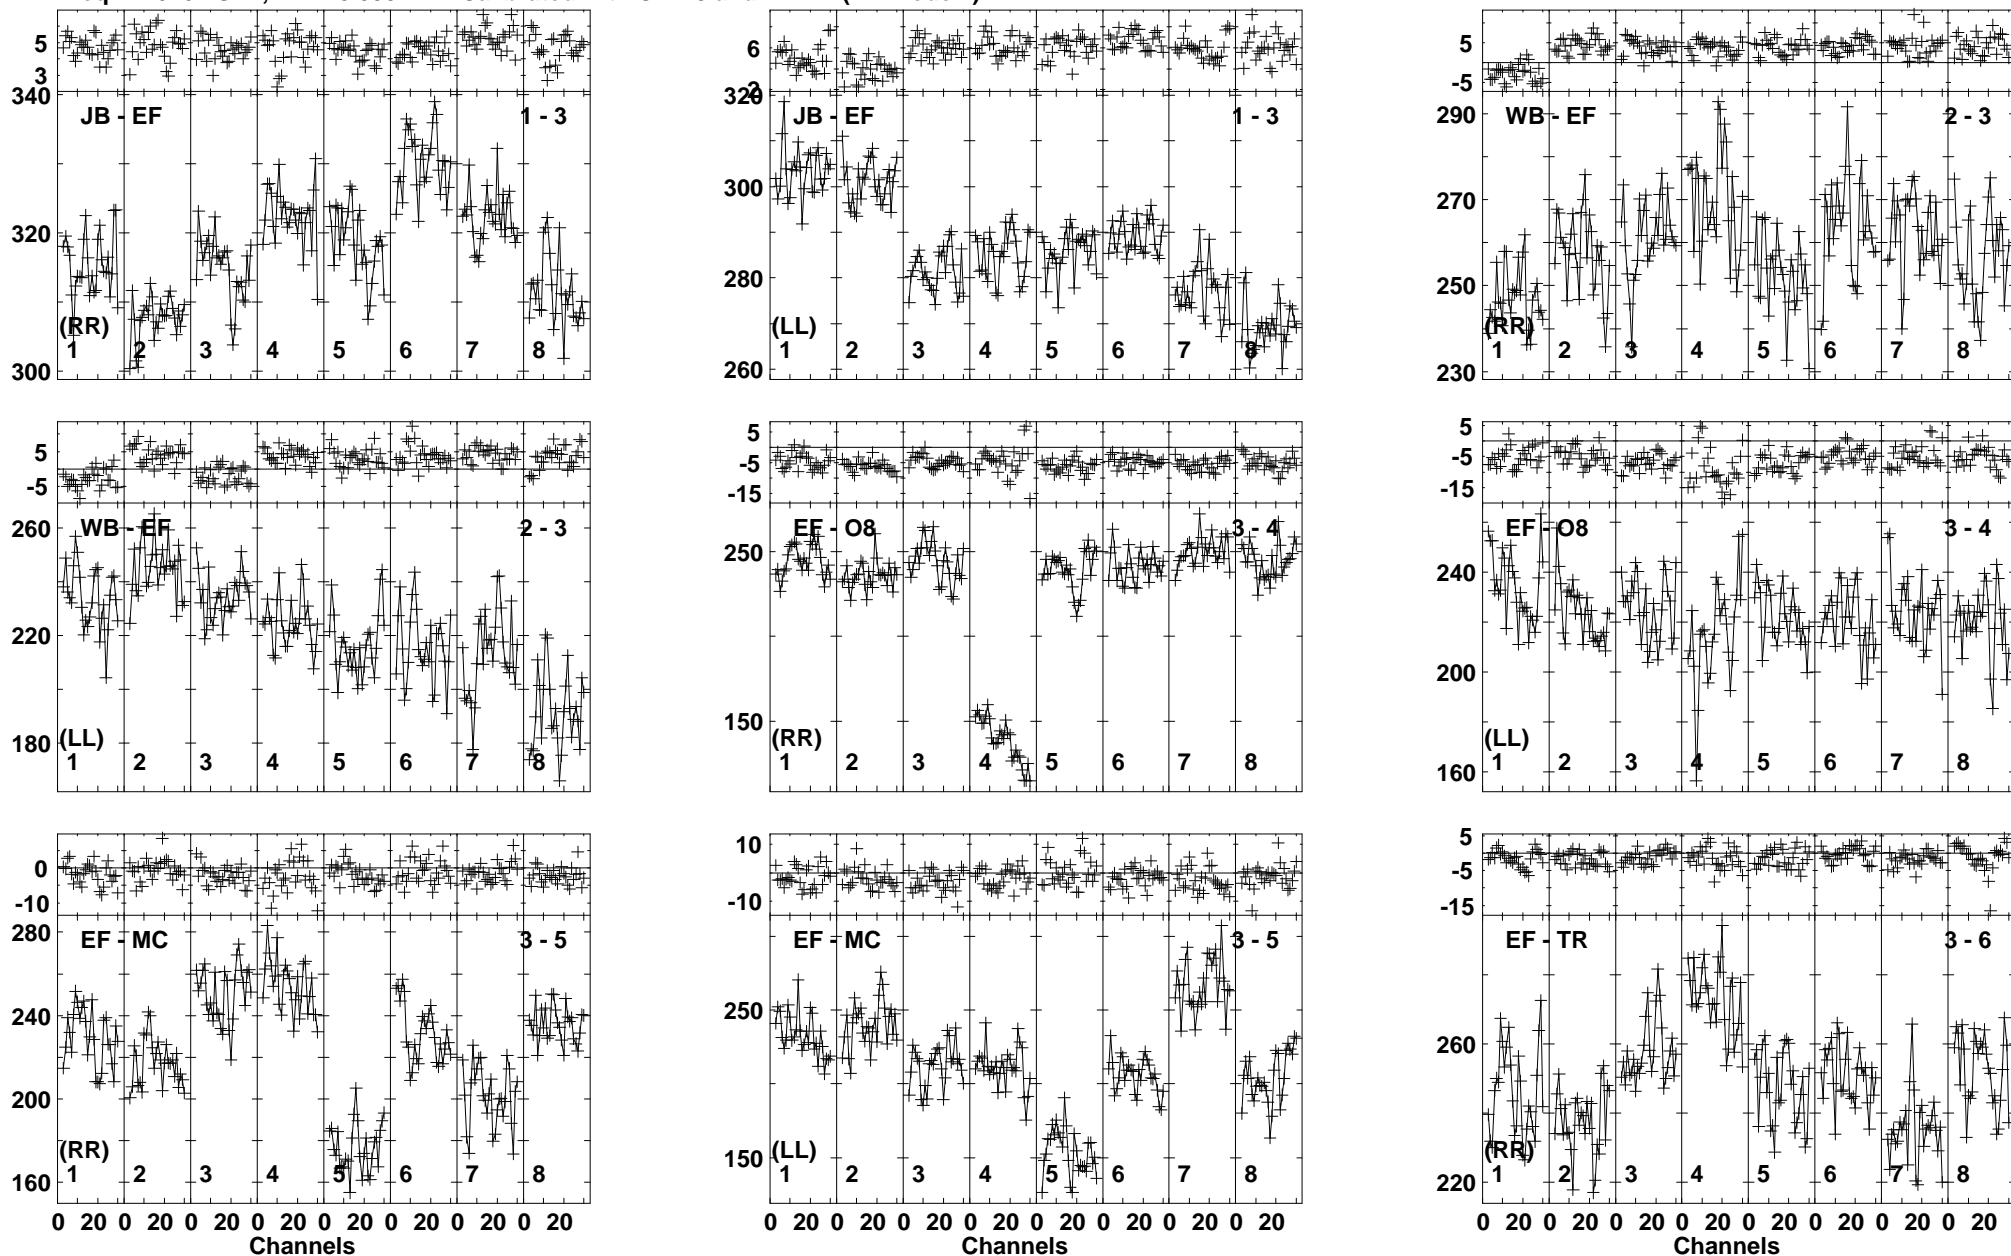 5 3 340 320 300
JB - EF 1 - 3
(RR)
1 2 3 4 5 6 7 8
6 2 320 300 280 260
JB - EF 1 - 3
(LL)
1 2 3 4 5 6 7 8
5 -5 290 270 250 230
WB - EF 2 - 3
(RR)
1 2 3 4 5 6 7 8
5 -5 260 220 180
WB - EF 2 - 3
(LL)
1 2 3 4 5 6 7 8
5 -5 -15 250 150
EF - O8 3 - 4
(RR)
1 2 3 4 5 6 7 8
5 -5 -15 240 200 160
EF - O8 3 - 4
(LL)
1 2 3 4 5 6 7 8
0 -10 280 240 200 160
EF - MC 3 - 5
(RR)
1 2 3 4 5 6 7 8
0 20 0 20 0 20 0 20 0 20 0 20 0 20 0 20
Channels
10 -10 250 150
EF - MC 3 - 5
(LL)
1 2 3 4 5 6 7 8
0 20 0 20 0 20 0 20 0 20 0 20 0 20 0 20
Channels
5 -5 -15 260 220
EF - TR 3 - 6
(RR)
1 2 3 4 5 6 7 8
0 20 0 20 0 20 0 20 0 20 0 20 0 20 0 20
Channels